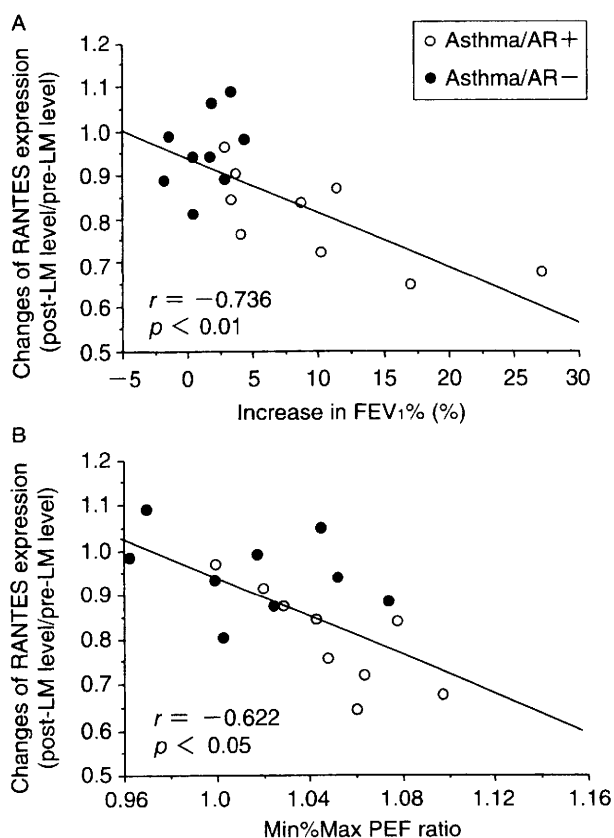 A
Asthma/AR+
Asthma/AR−
Changes of RANTES expression
(post-LM level/pre-LM level)
1.2
1.1
1.0
0.9
0.8
0.7
0.6
0.5
r = −0.736
p < 0.01
−5 0 5 10 15 20 25 30
Increase in FEV1% (%)
B
Changes of RANTES expression
(post-LM level/pre-LM level)
1.2
1.1
1.0
0.9
0.8
0.7
0.6
0.5
r = −0.622
p < 0.05
0.96 1.0 1.04 1.08 1.12 1.16
Min%Max PEF ratio